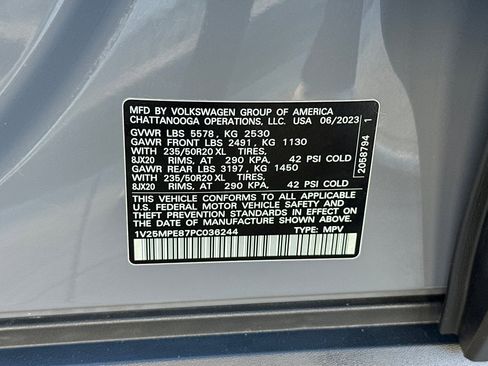 MFD BY VOLKSWAGEN GROUP OF AMERICA
CHATTANOOGA OPERATIONS, LLC. USA 06/2023
GVWR LBS 5578, KG 2530
GAWR FRONT LBS 2491, KG 1130
WITH 235/50R20 XL TIRES,
8JX20 RIMS, AT 290 KPA, 42 PSI COLD
GAWR REAR LBS 3197, KG 1450
WITH 235/50R20 XL TIRES,
8JX20 RIMS, AT 290 KPA, 42 PSI COLD
THIS VEHICLE CONFORMS TO ALL APPLICABLE
U.S. FEDERAL MOTOR VEHICLE SAFETY AND
THEFT PREVENTION STANDARDS IN EFFECT ON
THE DATE OF MANUFACTURE SHOWN ABOVE.
1V25MPE87PC036244 TYPE: MPV
2058794 1